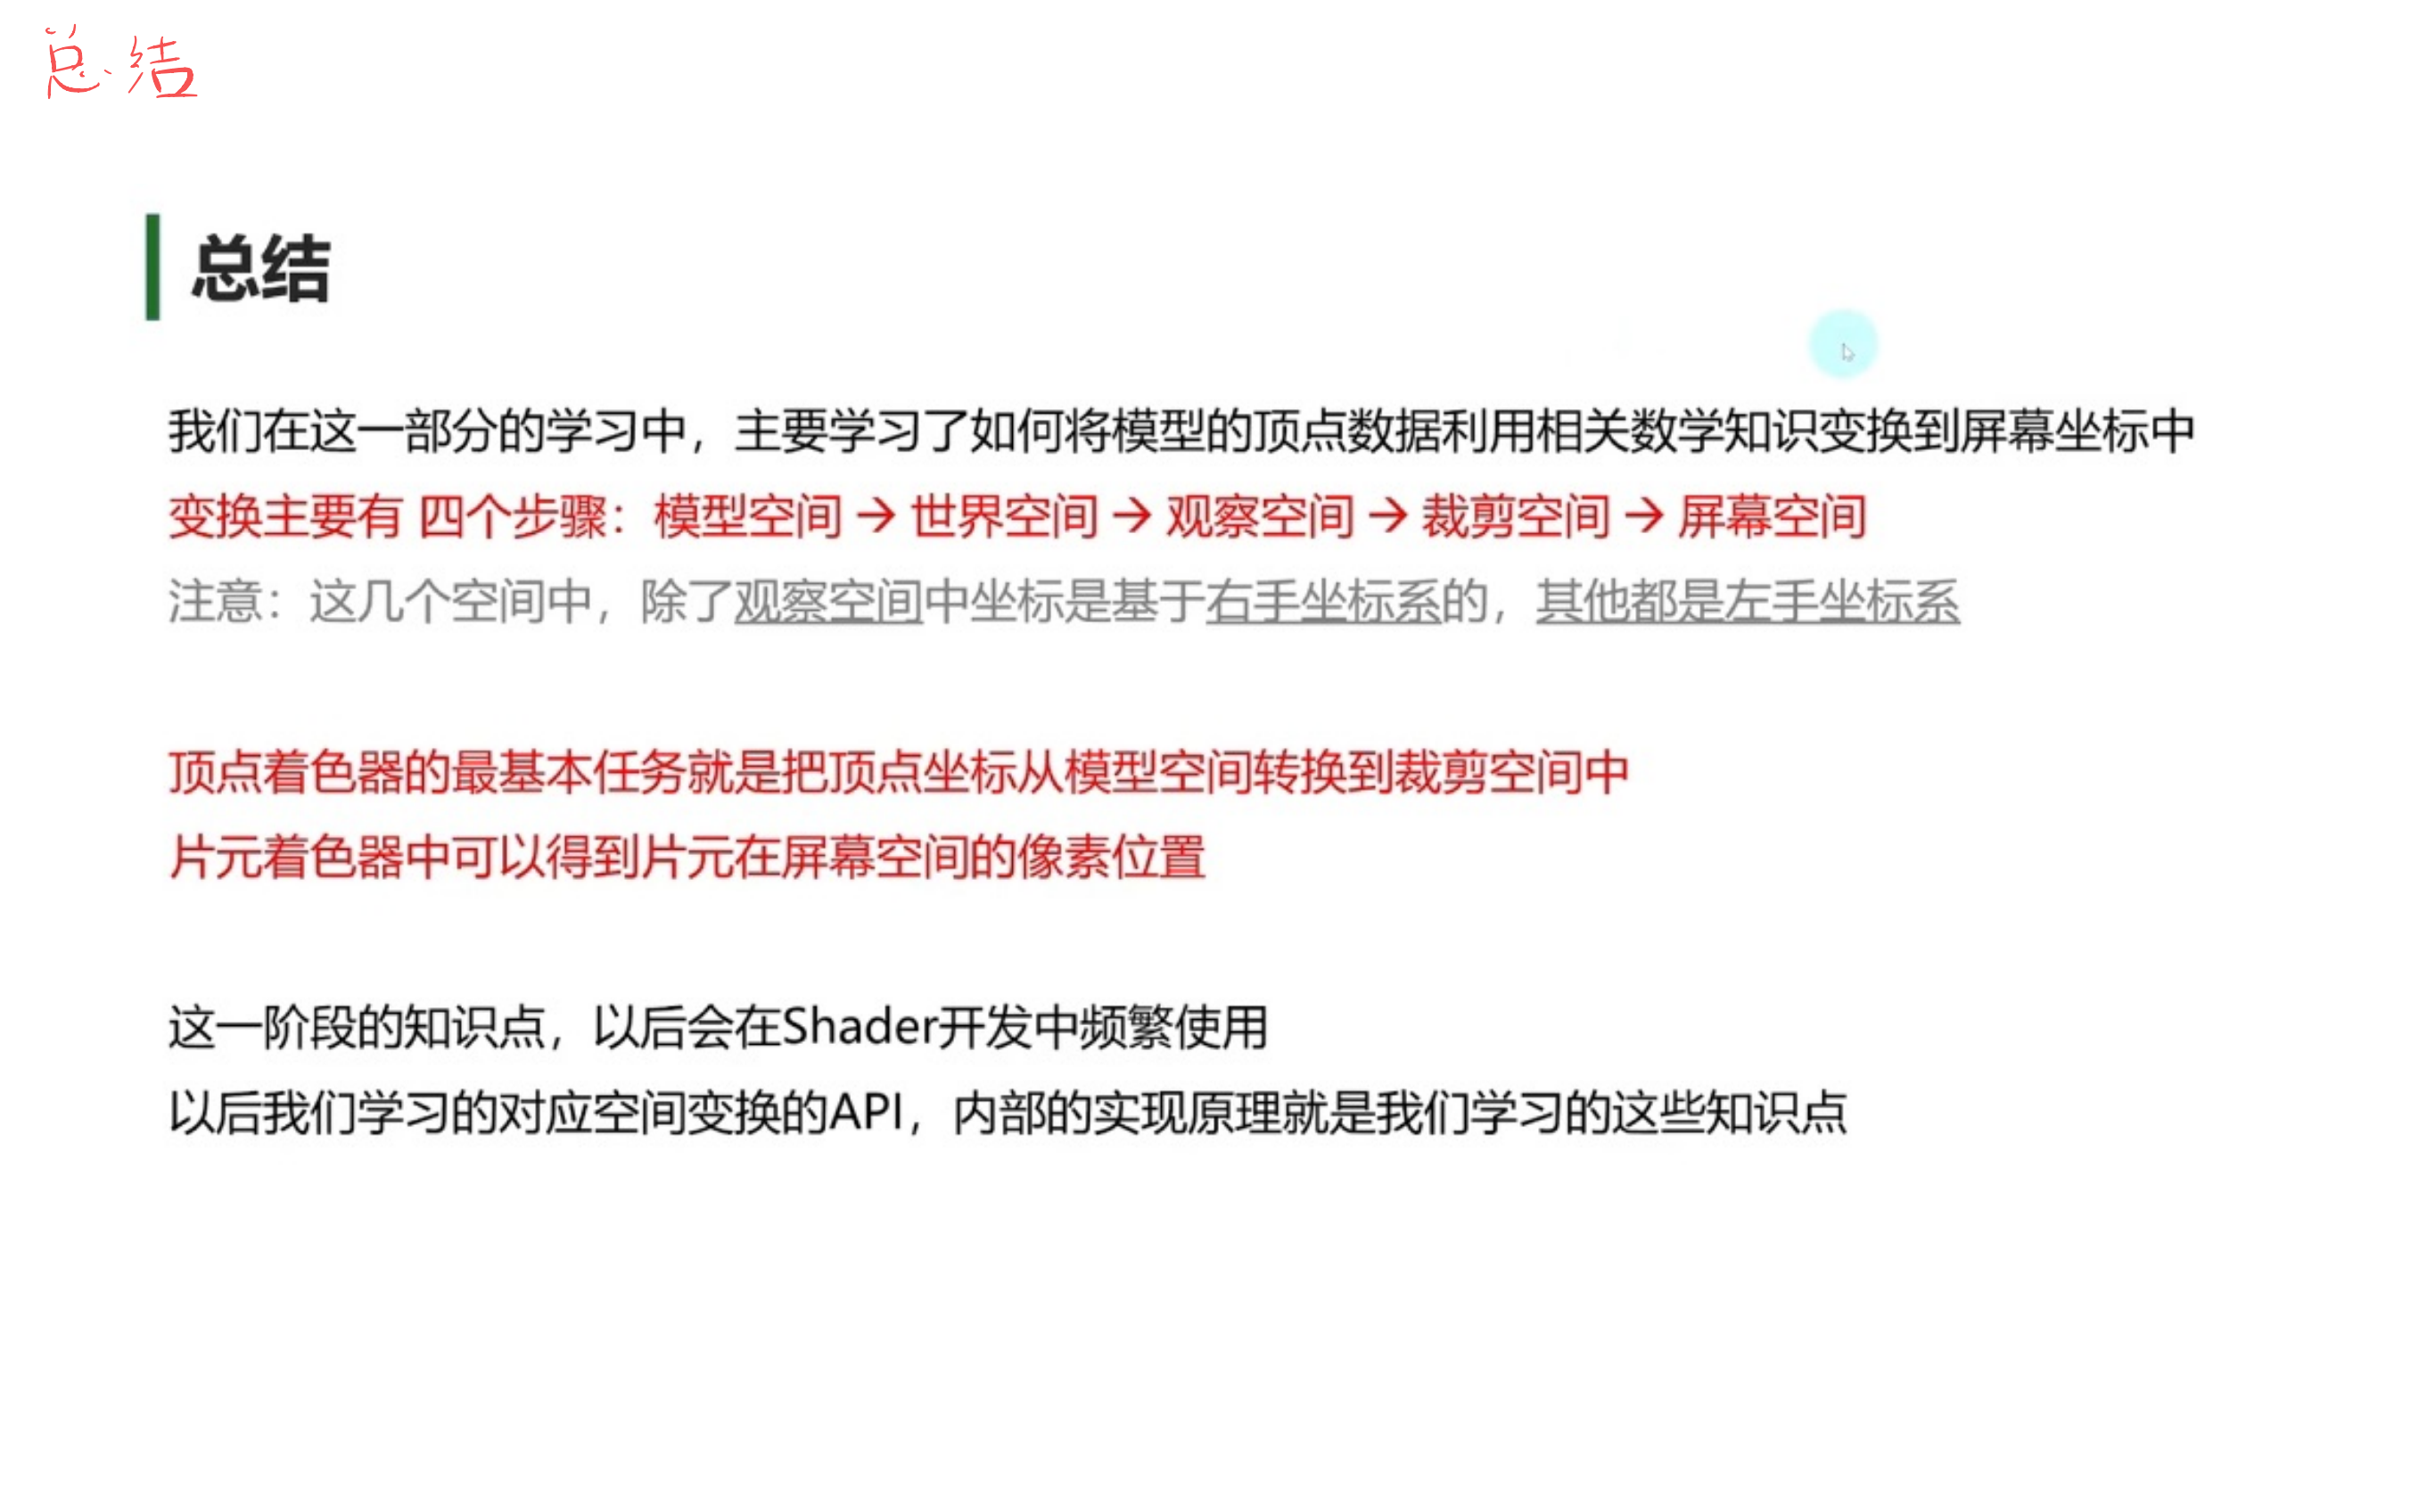 总结
总结
我们在这一部分的学习中，主要学习了如何将模型的顶点数据利用相关数学知识变换到屏幕坐标中
变换主要有 四个步骤：模型空间 → 世界空间 → 观察空间 → 裁剪空间 → 屏幕空间
注意：这几个空间中，除了观察空间中坐标是基于右手坐标系的，其他都是左手坐标系
顶点着色器的最基本任务就是把顶点坐标从模型空间转换到裁剪空间中
片元着色器中可以得到片元在屏幕空间的像素位置
这一阶段的知识点，以后会在Shader开发中频繁使用
以后我们学习的对应空间变换的API，内部的实现原理就是我们学习的这些知识点